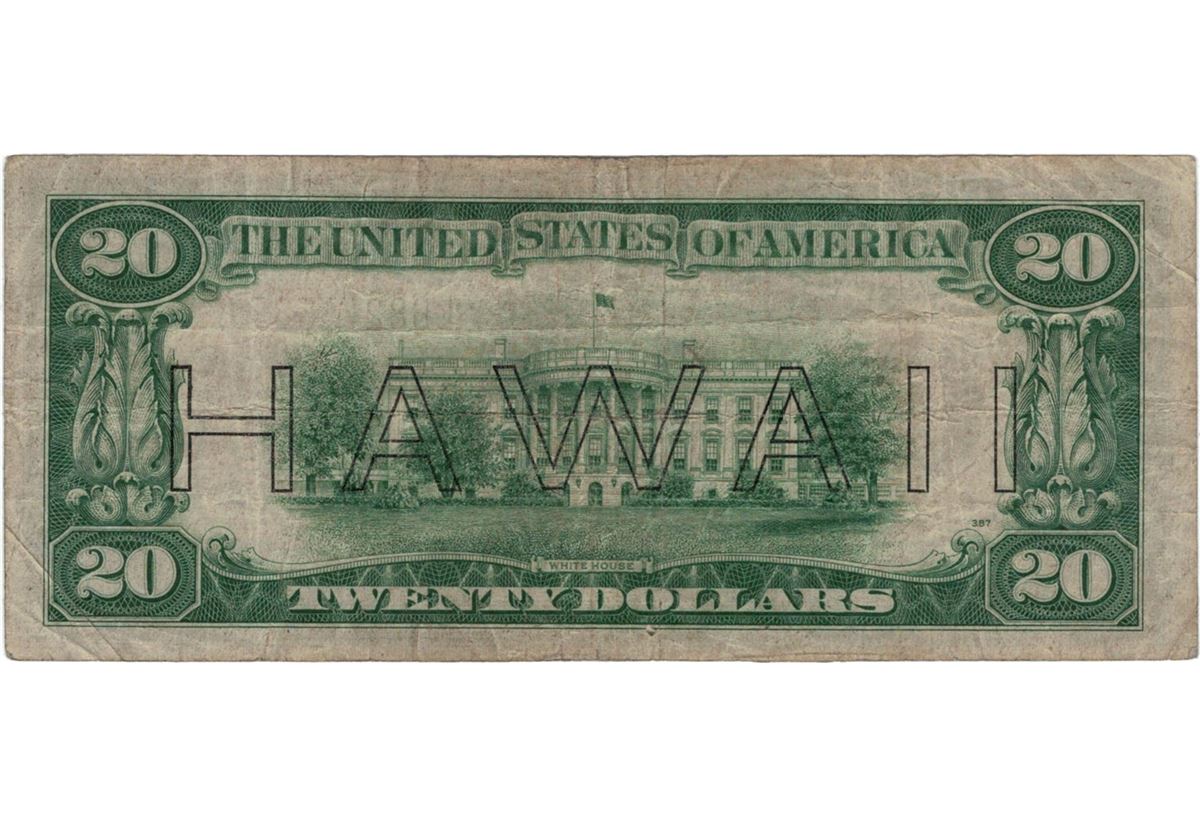 20 THE UNITED STATES OF AMERICA 20
HAWAII
387
WHITE HOUSE
20 TWENTY DOLLARS 20